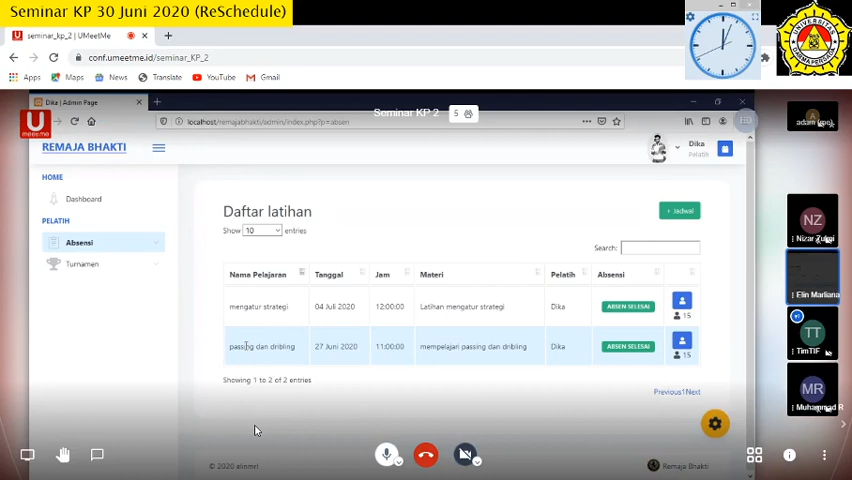 Seminar KP 30 Juni 2020 (ReSchedule)
seminar_kp_2 | UMeetMe
conf.umeetme.id/seminar_KP_2
Apps Maps News Translate YouTube Gmail
Dika | Admin Page
Seminar KP 2 5
localhost/remajabhakti/admin/index.php?p=absen
REMAJA BHAKTI
Dika
Pelatih
HOME
Dashboard
PELATIH
Absensi
Turnamen
Daftar latihan
+ Jadwal
Show 10 entries
Search:
Nama Pelajaran Tanggal Jam Materi Pelatih Absensi
mengatur strategi 04 Juli 2020 12:00:00 Latihan mengatur strategi Dika ABSEN SELESAI 15
passing dan dribling 27 Juni 2020 11:00:00 mempelajari passing dan dribling Dika ABSEN SELESAI 15
Showing 1 to 2 of 2 entries
Previous1Next
© 2020 elinmrl
Remaja Bhakti
NZ
Elin Marliana
TT
TimTIF
MR
Muhammad R